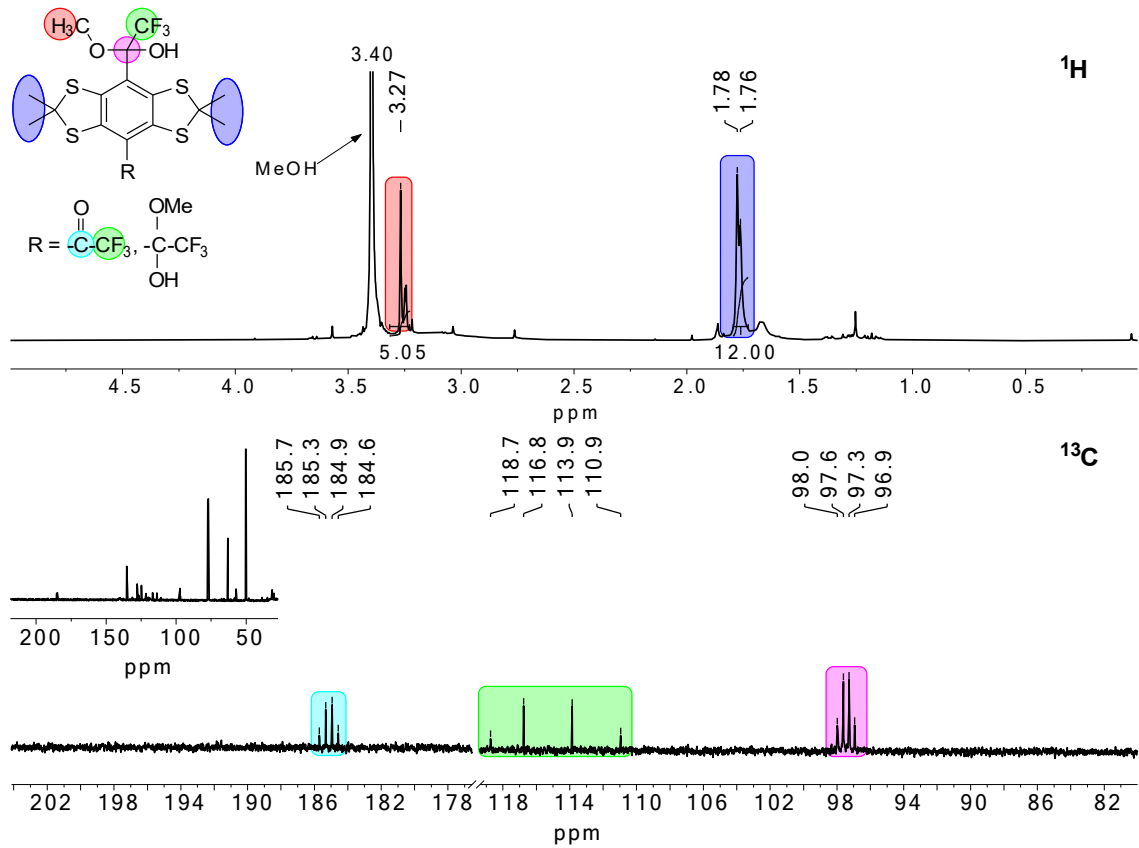 H₃C CF₃
O OH
S S
S S
R
O OMe
R = -C-CF₃, -C-CF₃
OH
MeOH
3.40
3.27
1.78
1.76
¹H
5.05
12.00
4.5 3.5 3.0 2.5 2.0 1.5 1.0 0.5
ppm
185.7
185.3
184.9
184.6
118.7
116.8
113.9
110.9
98.0
97.6
97.3
96.9
¹³C
200 150 100 50
ppm
202 198 194 190 186 182 178 118 114 110 106 102 98 94 90 86 82
ppm